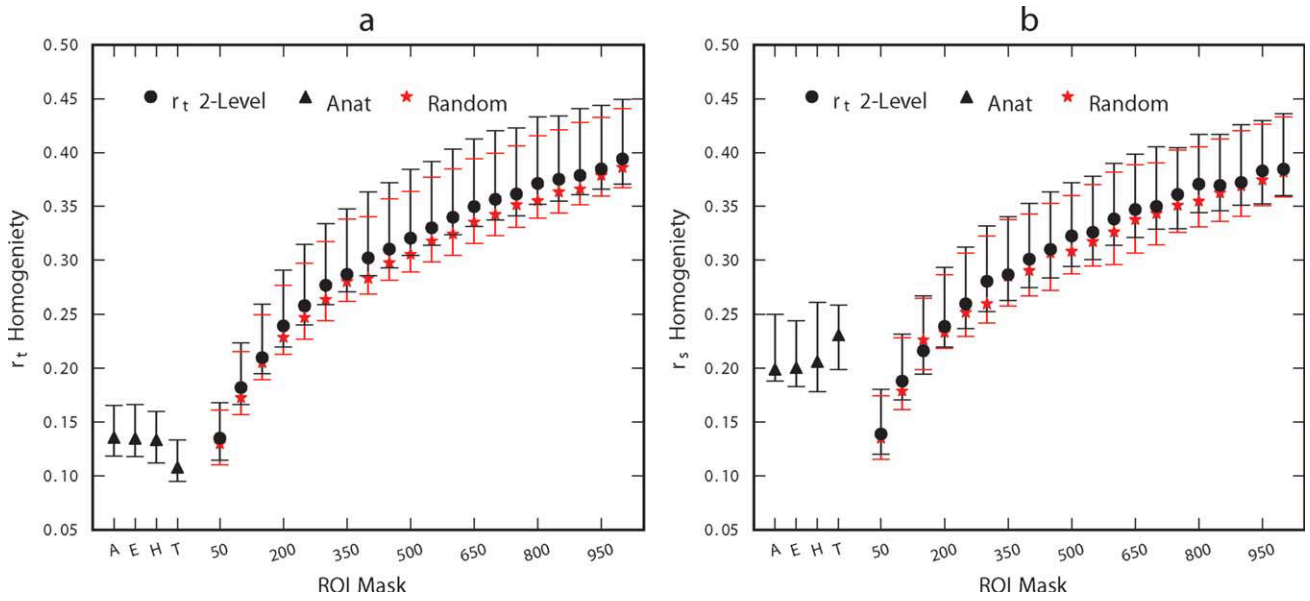 a
0.50
0.45
0.40
0.35
0.30
0.25
0.20
0.15
0.10
0.05
r t Homogeniety
r t 2-Level Anat Random
A E H T 50 200 350 500 650 800 950
ROI Mask
b
0.50
0.45
0.40
0.35
0.30
0.25
0.20
0.15
0.10
0.05
r s Homogeniety
r t 2-Level Anat Random
A E H T 50 200 350 500 650 800 950
ROI Mask